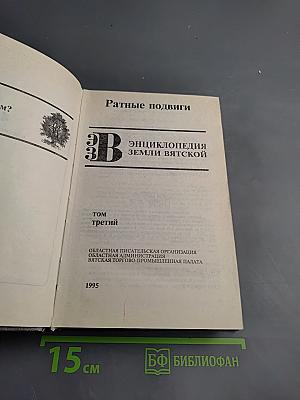 м?
Ратные подвиги
ЭВЗ
ЭНЦИКЛОПЕДИЯ
ЗЕМЛИ ВЯТСКОЙ
том
третий
ОБЛАСТНАЯ ПИСАТЕЛЬСКАЯ ОРГАНИЗАЦИЯ
ОБЛАСТНАЯ АДМИНИСТРАЦИЯ
ВЯТСКАЯ ТОРГОВО-ПРОМЫШЛЕННАЯ ПАЛАТА
1995
15 см
БФ БИБЛИОФАН